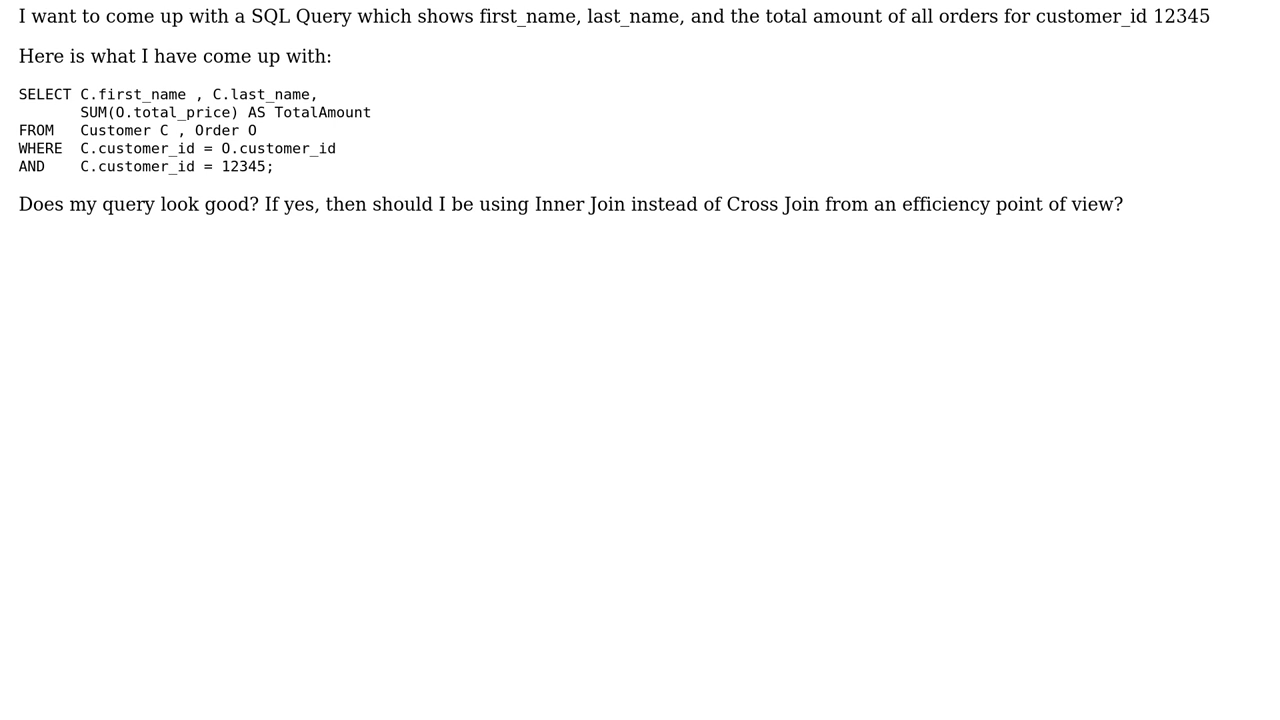 I want to come up with a SQL Query which shows first_name, last_name, and the total amount of all orders for customer_id 12345
Here is what I have come up with:
SELECT C.first_name , C.last_name,
       SUM(O.total_price) AS TotalAmount
FROM   Customer C , Order O
WHERE  C.customer_id = O.customer_id
AND    C.customer_id = 12345;
Does my query look good? If yes, then should I be using Inner Join instead of Cross Join from an efficiency point of view?